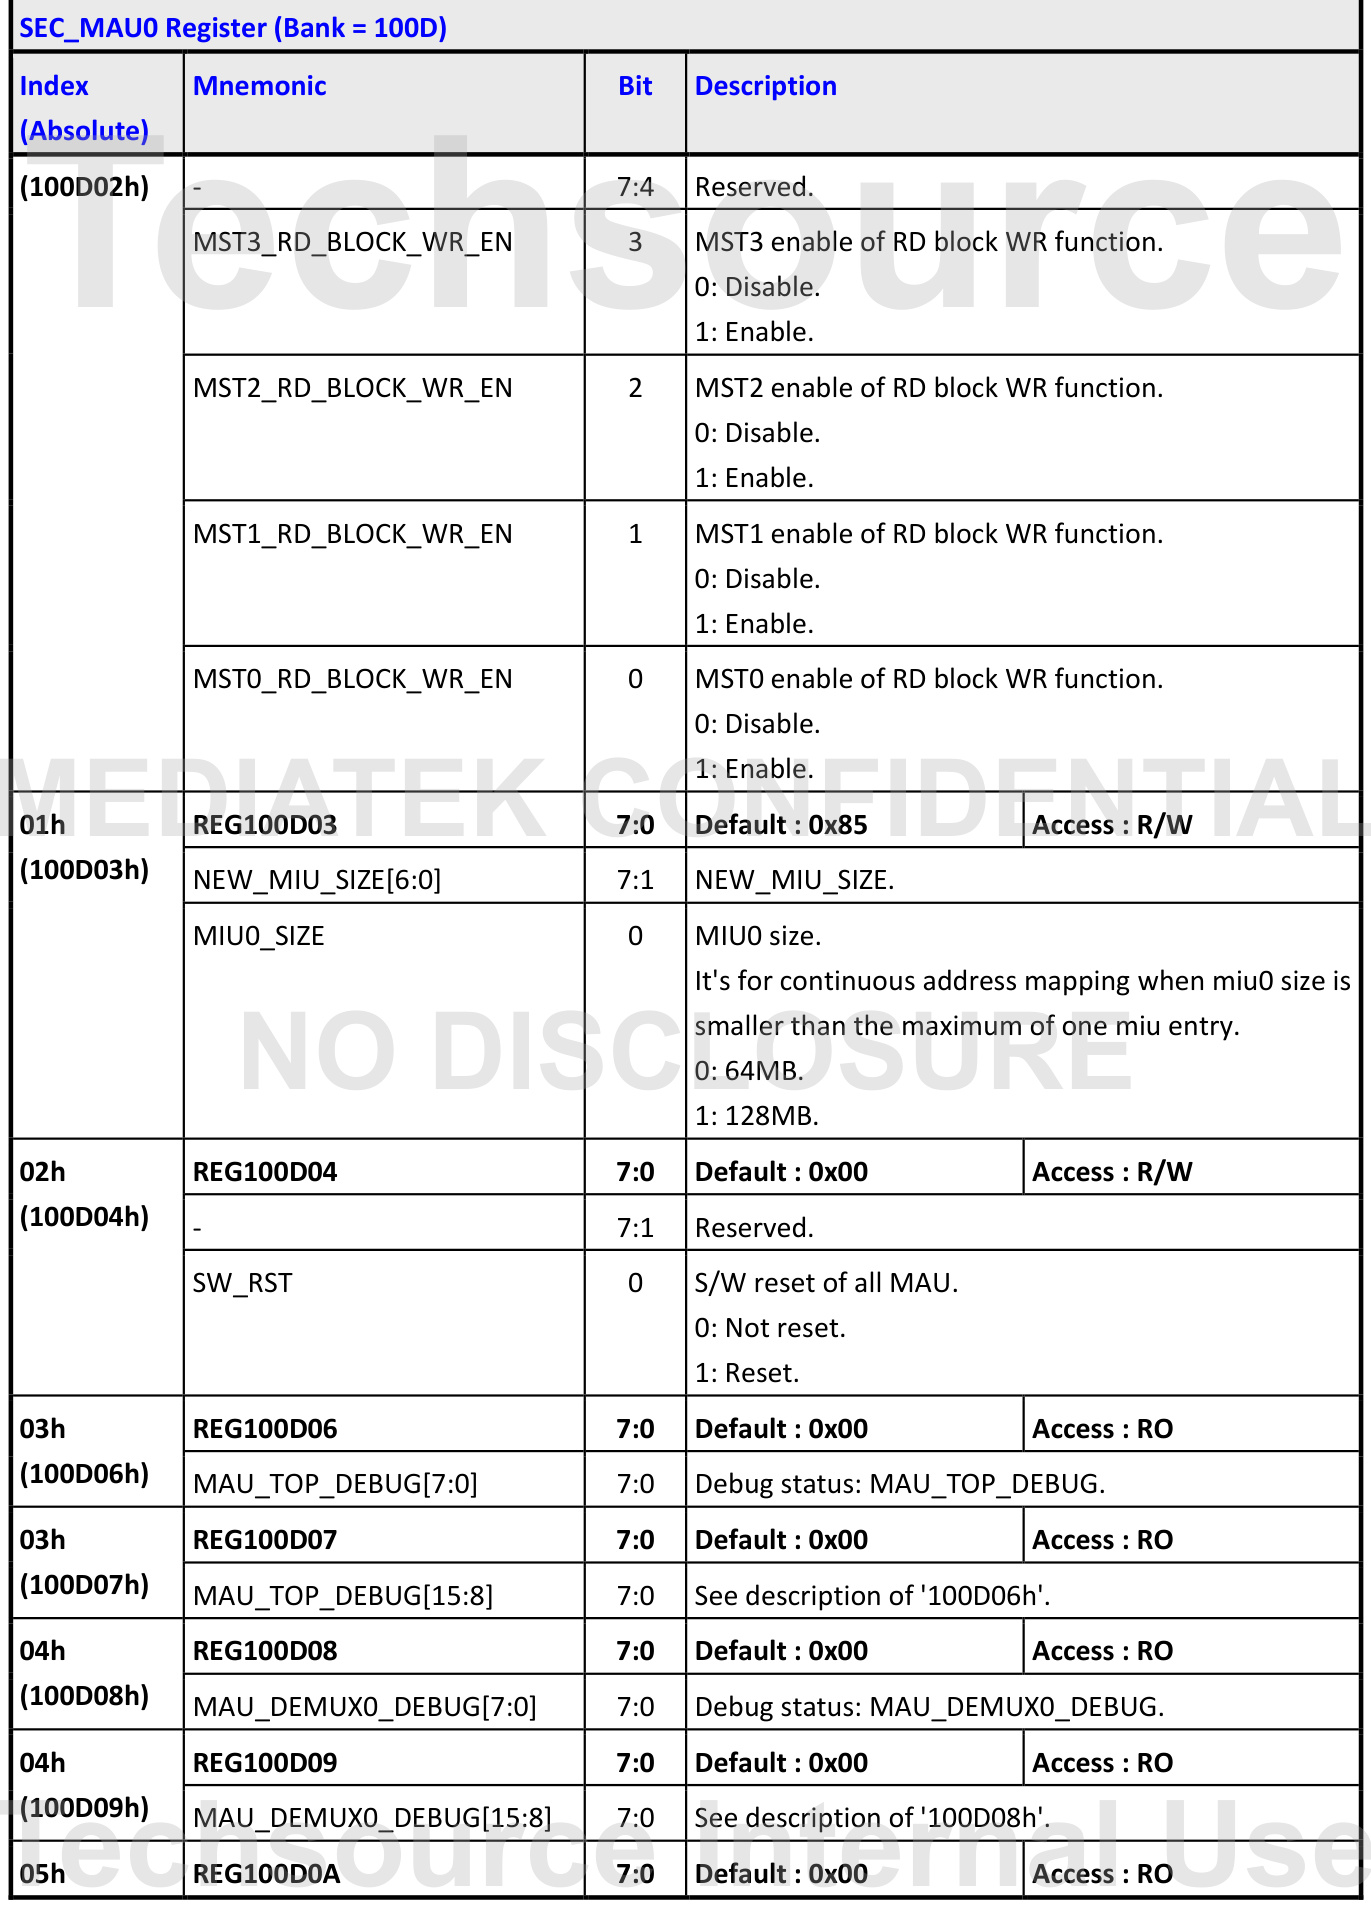 SEC_MAU0 Register (Bank = 100D)
Index (Absolute) Mnemonic Bit Description
(100D02h) - 7:4 Reserved.
MST3_RD_BLOCK_WR_EN 3 MST3 enable of RD block WR function.
0: Disable.
1: Enable.
MST2_RD_BLOCK_WR_EN 2 MST2 enable of RD block WR function.
0: Disable.
1: Enable.
MST1_RD_BLOCK_WR_EN 1 MST1 enable of RD block WR function.
0: Disable.
1: Enable.
MST0_RD_BLOCK_WR_EN 0 MST0 enable of RD block WR function.
0: Disable.
1: Enable.
01h REG100D03 7:0 Default : 0x85 Access : R/W
(100D03h) NEW_MIU_SIZE[6:0] 7:1 NEW_MIU_SIZE.
MIU0_SIZE 0 MIU0 size.
It's for continuous address mapping when miu0 size is
smaller than the maximum of one miu entry.
0: 64MB.
1: 128MB.
02h REG100D04 7:0 Default : 0x00 Access : R/W
(100D04h) - 7:1 Reserved.
SW_RST 0 S/W reset of all MAU.
0: Not reset.
1: Reset.
03h REG100D06 7:0 Default : 0x00 Access : RO
(100D06h) MAU_TOP_DEBUG[7:0] 7:0 Debug status: MAU_TOP_DEBUG.
03h REG100D07 7:0 Default : 0x00 Access : RO
(100D07h) MAU_TOP_DEBUG[15:8] 7:0 See description of '100D06h'.
04h REG100D08 7:0 Default : 0x00 Access : RO
(100D08h) MAU_DEMUX0_DEBUG[7:0] 7:0 Debug status: MAU_DEMUX0_DEBUG.
04h REG100D09 7:0 Default : 0x00 Access : RO
(100D09h) MAU_DEMUX0_DEBUG[15:8] 7:0 See description of '100D08h'.
05h REG100D0A 7:0 Default : 0x00 Access : RO
Techsource
MEDIATEK CONFIDENTIAL
NO DISCLOSURE
Techsource Internal Use